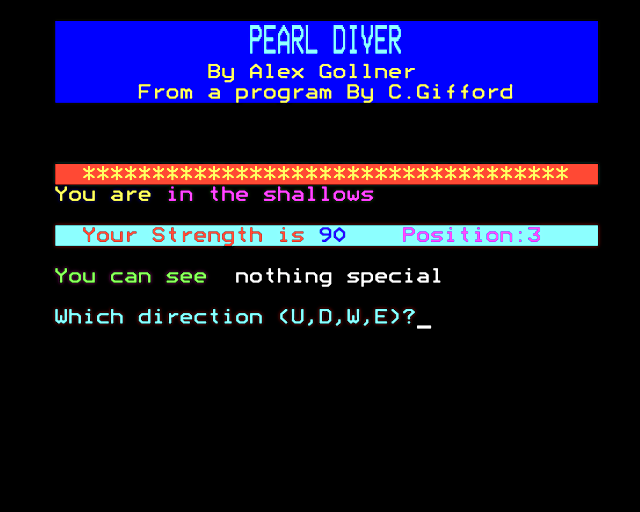 PEARL DIVER
By Alex Gollner
From a program By C.Gifford
***********************************
You are in the shallows
Your Strength is 90 Position:3
You can see nothing special
Which direction (U,D,W,E)?_